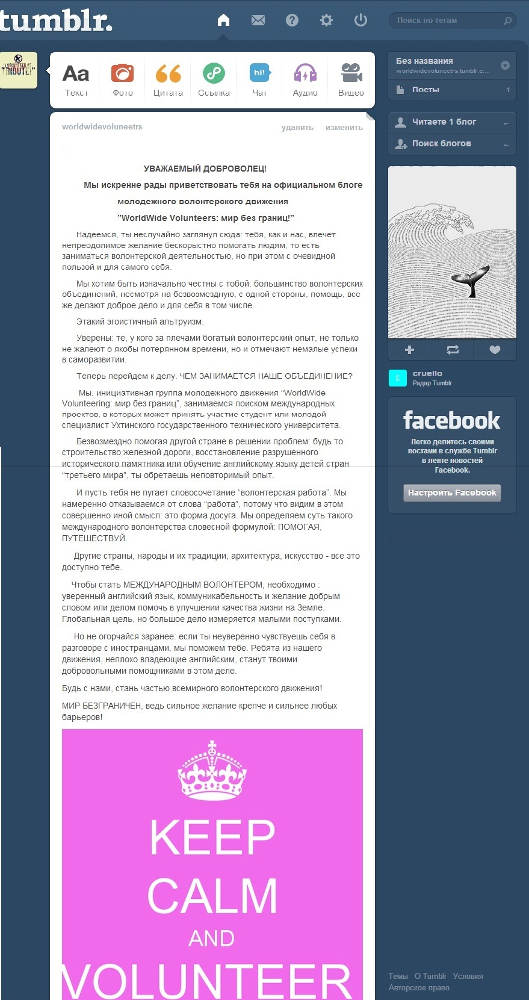 tumblr.
Поиск по тегам
"I VOLUNTEER AS
TRIBUTE!"
Aa
hi!
Текст Фото Цитата Ссылка Чат Аудио Видео
Без названия
worldwidevoluneetrs.tumblr.c...
Посты 1
Читаете 1 блог
Поиск блогов
worldwidevoluneetrs удалить изменить
УВАЖАЕМЫЙ ДОБРОВОЛЕЦ!
Мы искренне рады приветствовать тебя на официальном блоге
молодежного волонтерского движения
”WorldWide Volunteers: мир без границ!”
Надеемся, ты неслучайно заглянул сюда: тебя, как и нас, влечет
непреодолимое желание бескорыстно помогать людям, то есть
заниматься волонтерской деятельностью, но при этом с очевидной
пользой и для самого себя.
Мы хотим быть изначально честны с тобой: большинство волонтерских
объединений, несмотря на безвозмездную, с одной стороны, помощь, все
же делают доброе дело и для себя в том числе.
Этакий эгоистичный альтруизм.
Уверены: те, у кого за плечами богатый волонтерский опыт, не только
не жалеют о якобы потерянном времени, но и отмечают немалые успехи
в саморазвитии.
Теперь перейдем к делу. ЧЕМ ЗАНИМАЕТСЯ НАШЕ ОБЪЕДИНЕНИЕ?
Мы, инициативная группа молодежного движения “WorldWide
Volunteering: мир без границ”, занимаемся поиском международных
проектов, в которых может принять участие студент или молодой
специалист Ухтинского государственного технического университета.
Безвозмездно помогая другой стране в решении проблем: будь то
строительство железной дороги, восстановление разрушенного
исторического памятника или обучение английскому языку детей стран
“третьего мира”, ты обретаешь неповторимый опыт.
И пусть тебя не пугает словосочетание “волонтерская работа”. Мы
намеренно отказываемся от слова “работа”, потому что видим в этом
совершенно иной смысл: это форма досуга. Мы определяем суть такого
международного волонтерства словесной формулой: ПОМОГАЯ,
ПУТЕШЕСТВУЙ.
Другие страны, народы и их традиции, архитектура, искусство - все это
доступно тебе.
Чтобы стать МЕЖДУНАРОДНЫМ ВОЛОНТЕРОМ, необходимо :
уверенный английский язык, коммуникабельность и желание добрым
словом или делом помочь в улучшении качества жизни на Земле.
Глобальная цель, но большое дело измеряется малыми поступками.
Но не огорчайся заранее: если ты неуверенно чувствуешь себя в
разговоре с иностранцами, мы поможем тебе. Ребята из нашего
движения, неплохо владеющие английским, станут твоими
добровольными помощниками в этом деле.
Будь с нами, стань частью всемирного волонтерского движения!
МИР БЕЗГРАНИЧЕН, ведь сильное желание крепче и сильнее любых
барьеров!
KEEP
CALM
AND
VOLUNTEER
C
cruello
Радар Tumblr
facebook
Легко делитесь своими
постами в службе Tumblr
в ленте новостей
Facebook.
Настроить Facebook
Темы О Tumblr Условия
Авторское право